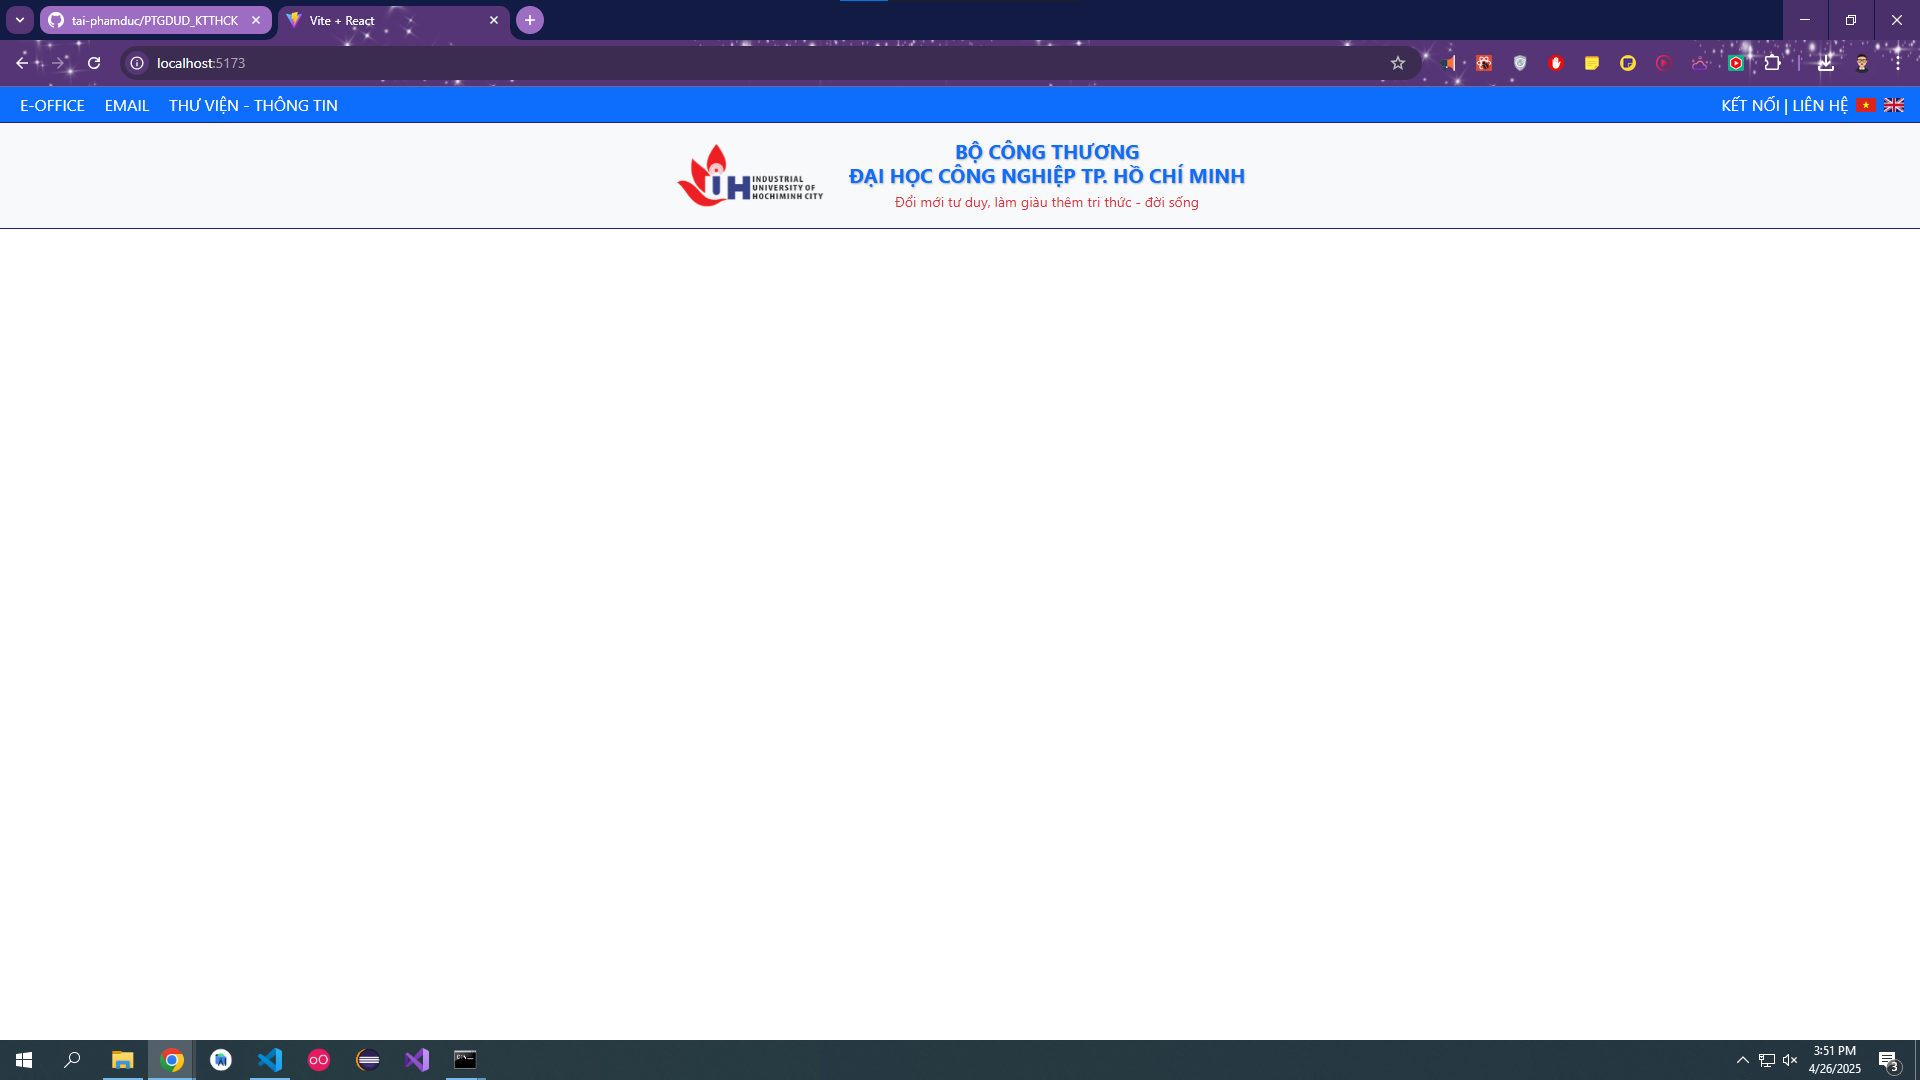 tai-phamduc/PTGDUD_KTTHCK
Vite + React
localhost:5173
E-OFFICE EMAIL THƯ VIỆN - THÔNG TIN
KẾT NỐI | LIÊN HỆ
INDUSTRIAL
UNIVERSITY OF
HOCHIMINH CITY
BỘ CÔNG THƯƠNG
ĐẠI HỌC CÔNG NGHIỆP TP. HỒ CHÍ MINH
Đổi mới tư duy, làm giàu thêm tri thức - đời sống
3:51 PM
4/26/2025
3